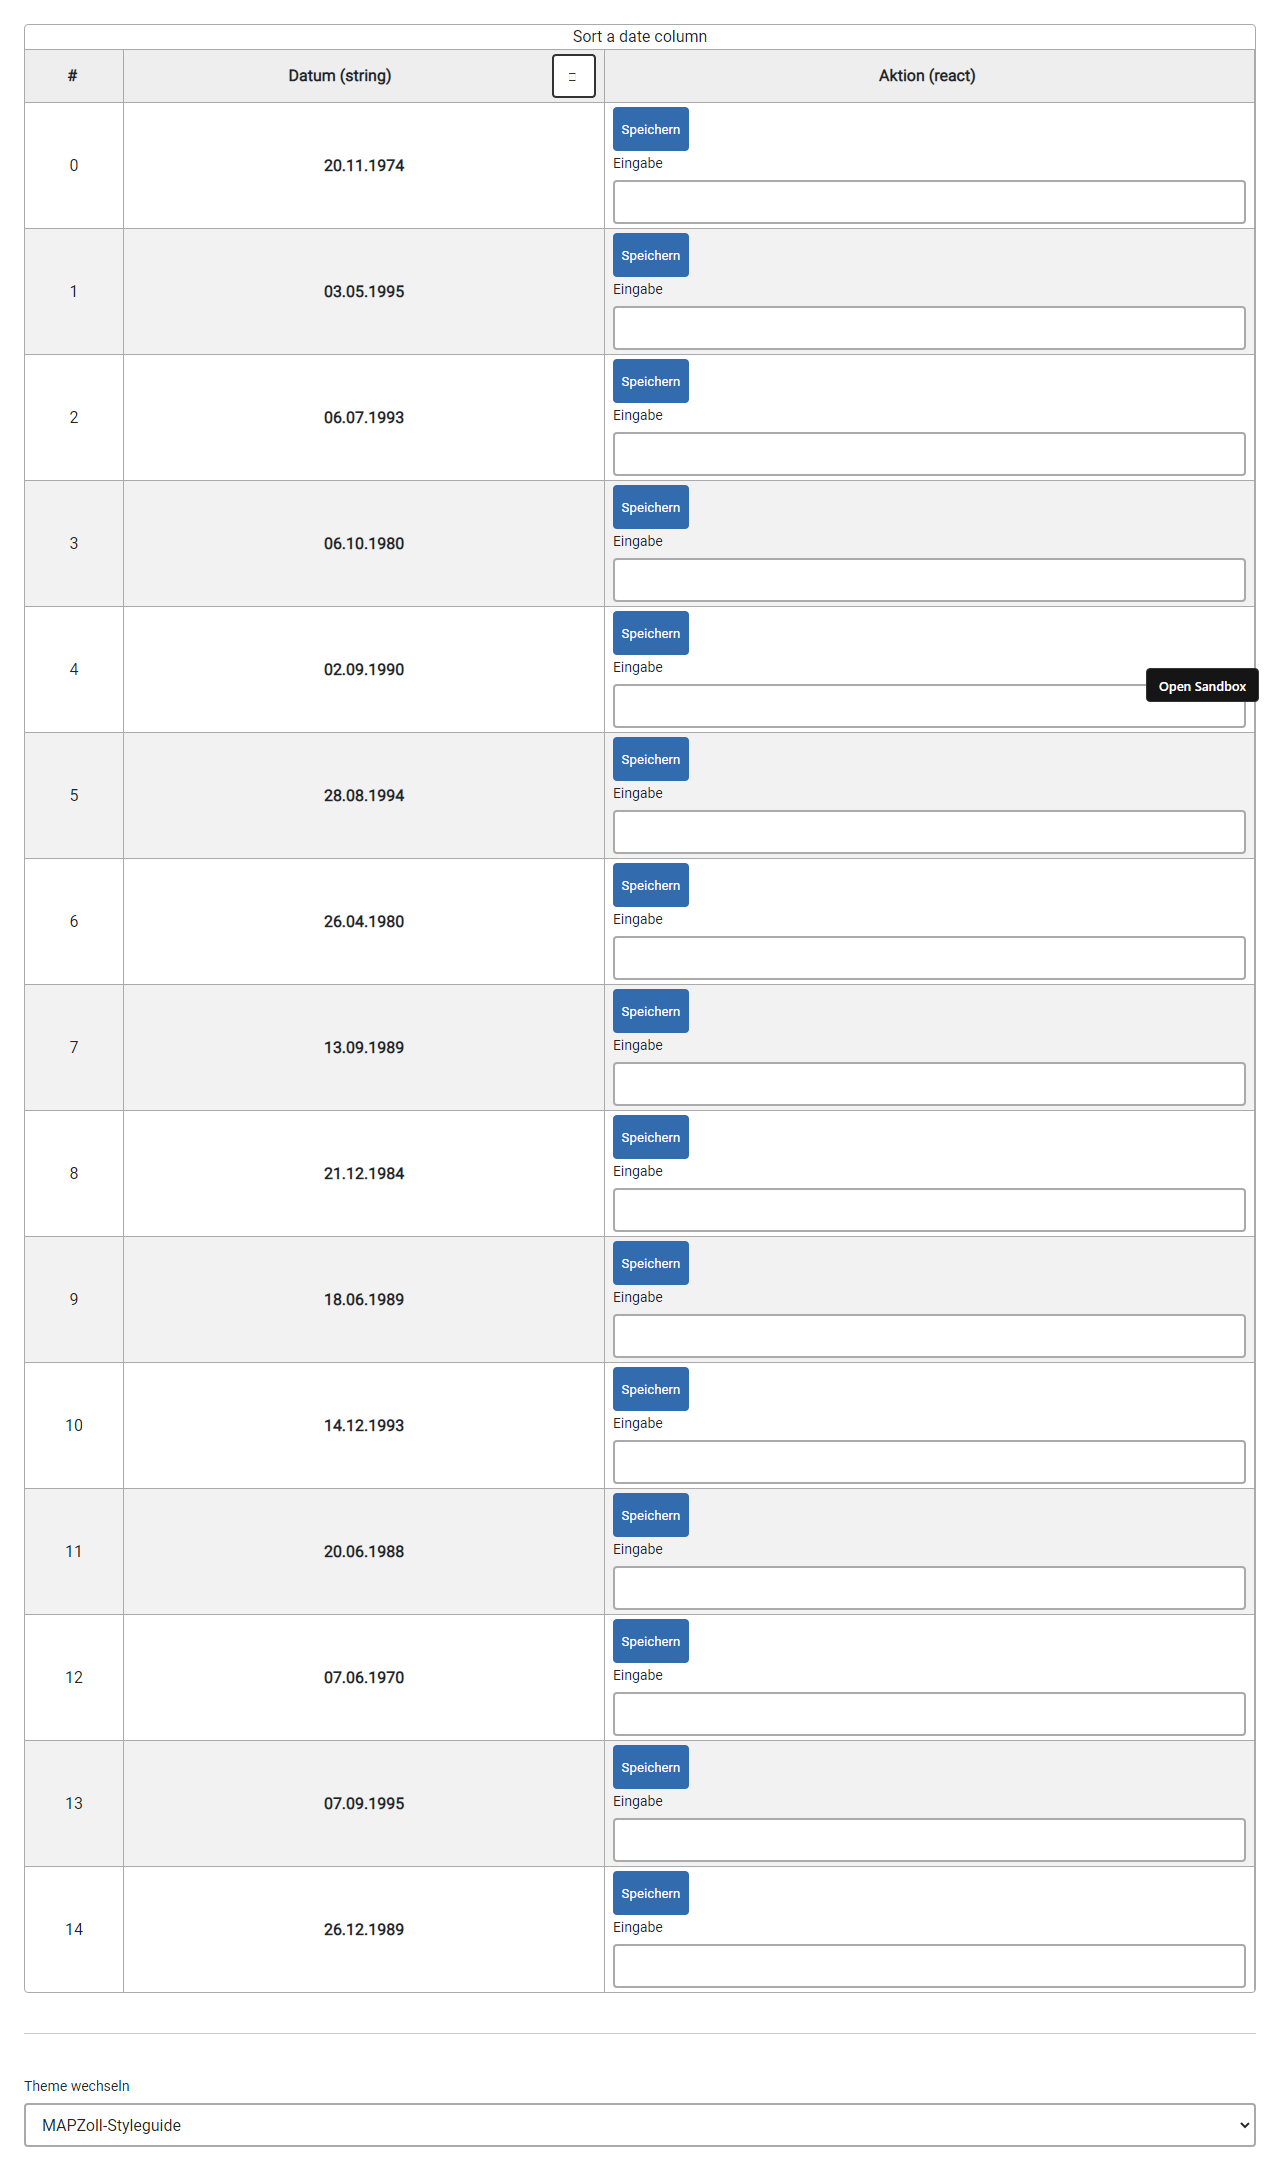 Sort a date column
# Datum (string) Aktion (react)
Speichern
0 20.11.1974 Eingabe
Speichern
1 03.05.1995 Eingabe
Speichern
2 06.07.1993 Eingabe
Speichern
3 06.10.1980 Eingabe
Speichern
4 02.09.1990 Eingabe
Open Sandbox
Speichern
5 28.08.1994 Eingabe
Speichern
6 26.04.1980 Eingabe
Speichern
7 13.09.1989 Eingabe
Speichern
8 21.12.1984 Eingabe
Speichern
9 18.06.1989 Eingabe
Speichern
10 14.12.1993 Eingabe
Speichern
11 20.06.1988 Eingabe
Speichern
12 07.06.1970 Eingabe
Speichern
13 07.09.1995 Eingabe
Speichern
14 26.12.1989 Eingabe
Theme wechseln
MAPZoll-Styleguide